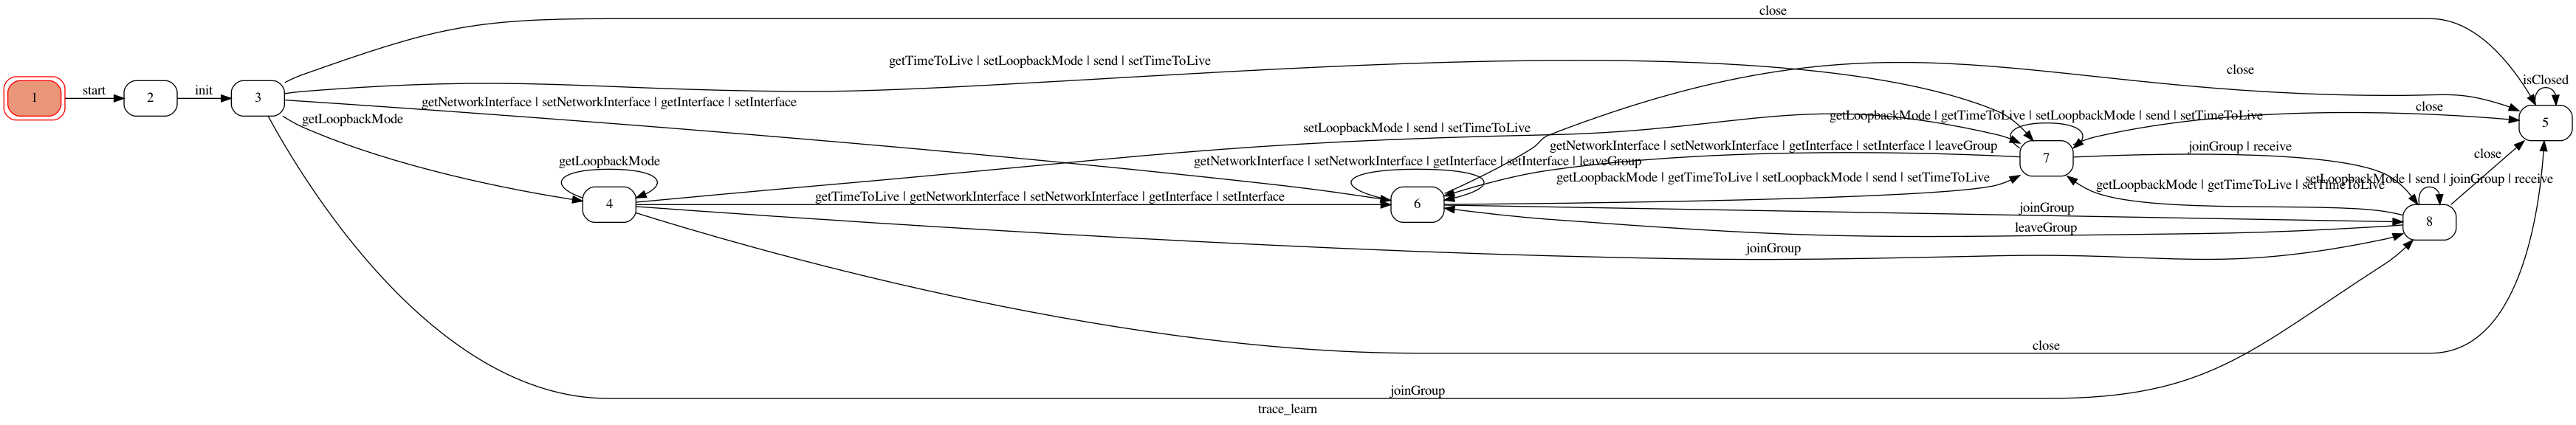 close
getTimeToLive | setLoopbackMode | send | setTimeToLive
close
isClosed
1
start
2
init
3
getNetworkInterface | setNetworkInterface | getInterface | setInterface
close
getLoopbackMode | getTimeToLive | setLoopbackMode | send | setTimeToLive
5
getLoopbackMode
setLoopbackMode | send | setTimeToLive
getNetworkInterface | setNetworkInterface | getInterface | setInterface | leaveGroup
joinGroup | receive
close
7
getLoopbackMode
getNetworkInterface | setNetworkInterface | getInterface | setInterface | leaveGroup
getLoopbackMode | getTimeToLive | setLoopbackMode | send | setTimeToLive
setLoopbackMode | send | joinGroup | receive
getLoopbackMode | getTimeToLive | setTimeToLive
4
getTimeToLive | getNetworkInterface | setNetworkInterface | getInterface | setInterface
6
joinGroup
8
leaveGroup
joinGroup
close
joinGroup
trace_learn